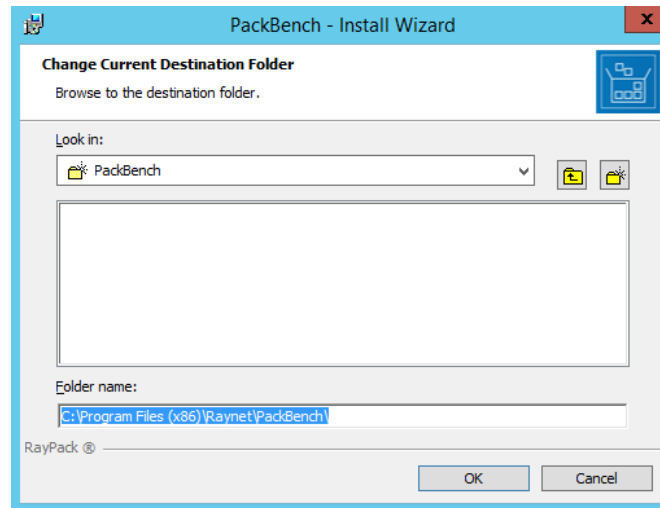 PackBench - Install Wizard
x
Change Current Destination Folder
Browse to the destination folder.
Look in:
PackBench
Folder name:
C:\Program Files (x86)\Raynet\PackBench\
RayPack ®
OK
Cancel